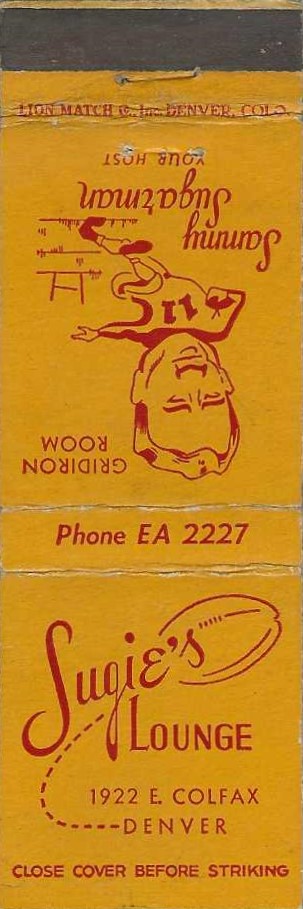 LION MATCH Co., Inc. DENVER, COLO.
Sammy
Sugarman
YOUR HOST
GRIDIRON
ROOM
Phone EA 2227
Sugie's
LOUNGE
1922 E. COLFAX
DENVER
CLOSE COVER BEFORE STRIKING